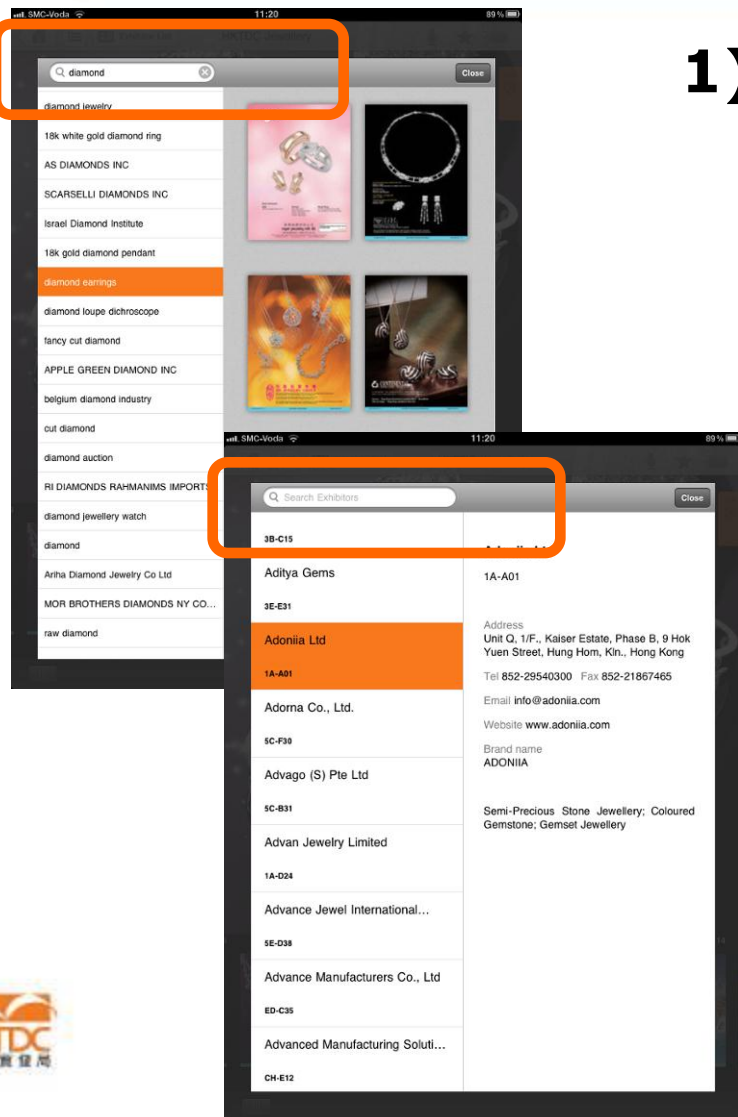 SMC-Voda
11:20
89 %
1)
diamond
Close
diamond jewelry
18k white gold diamond ring
AS DIAMONDS INC
SCARSELLI DIAMONDS INC
Israel Diamond Institute
18k gold diamond pendant
diamond earrings
diamond loupe dichroscope
fancy cut diamond
APPLE GREEN DIAMOND INC
belgium diamond industry
cut diamond
diamond auction
RI DIAMONDS RAHMANIMS IMPORTS
diamond jewellery watch
diamond
Ariha Diamond Jewelry Co Ltd
MOR BROTHERS DIAMONDS NY CO...
raw diamond
SMC-Voda
11:20
89 %
Search Exhibitors
Close
3B-C15
Aditya Gems
3E-E31
Adoniia Ltd
1A-A01
Adorna Co., Ltd.
5C-F30
Advago (S) Pte Ltd
5C-B31
Advan Jewelry Limited
1A-D24
Advance Jewel International...
5E-D38
Advance Manufacturers Co., Ltd
ED-C35
Advanced Manufacturing Soluti...
CH-E12
1A-A01
Address
Unit Q, 1/F., Kaiser Estate, Phase B, 9 Hok
Yuen Street, Hung Hom, Kln., Hong Kong
Tel 852-29540300 Fax 852-21867465
Email info@adoniia.com
Website www.adoniia.com
Brand name
ADONIIA
Semi-Precious Stone Jewellery; Coloured
Gemstone; Gemset Jewellery
TDC